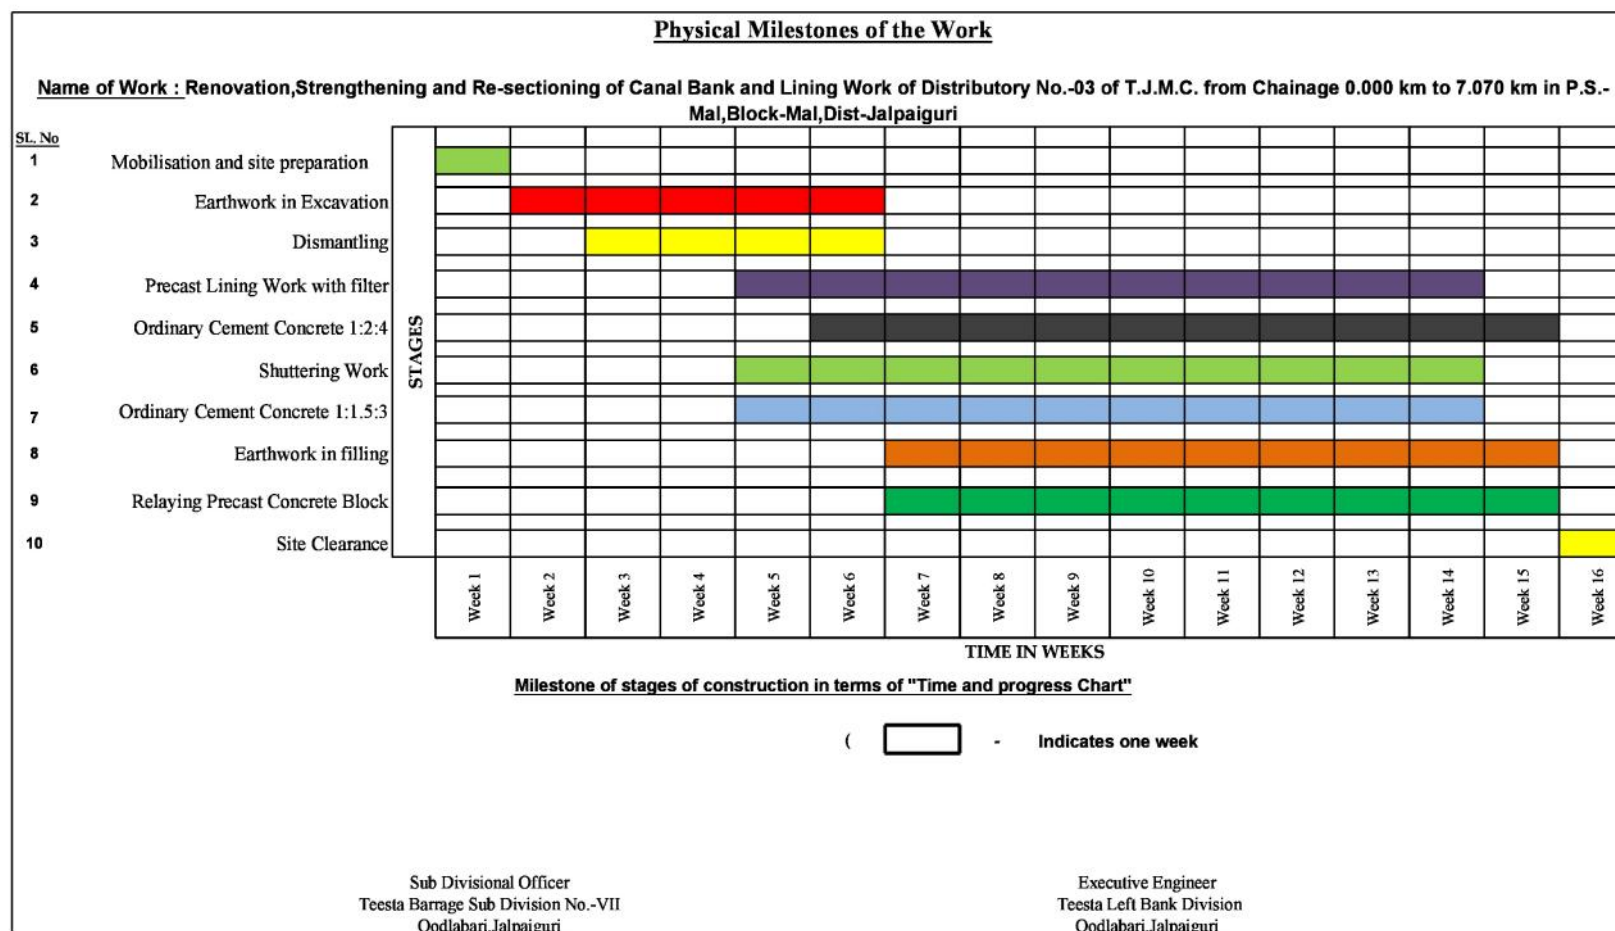 Physical Milestones of the Work
Name of Work : Renovation,Strengthening and Re-sectioning of Canal Bank and Lining Work of Distributory No.-03 of T.J.M.C. from Chainage 0.000 km to 7.070 km in P.S.-
Mal,Block-Mal,Dist-Jalpaiguri
SL. No
1 Mobilisation and site preparation
2 Earthwork in Excavation
3 Dismantling
4 Precast Lining Work with filter
5 Ordinary Cement Concrete 1:2:4
6 Shuttering Work
7 Ordinary Cement Concrete 1:1.5:3
8 Earthwork in filling
9 Relaying Precast Concrete Block
10 Site Clearance
STAGES
Week 1 Week 2 Week 3 Week 4 Week 5 Week 6 Week 7 Week 8 Week 9 Week 10 Week 11 Week 12 Week 13 Week 14 Week 15 Week 16
TIME IN WEEKS
Milestone of stages of construction in terms of "Time and progress Chart"
( - Indicates one week
Sub Divisional Officer
Teesta Barrage Sub Division No.-VII
Oodlabari,Jalpaiguri
Executive Engineer
Teesta Left Bank Division
Oodlabari,Jalpaiguri